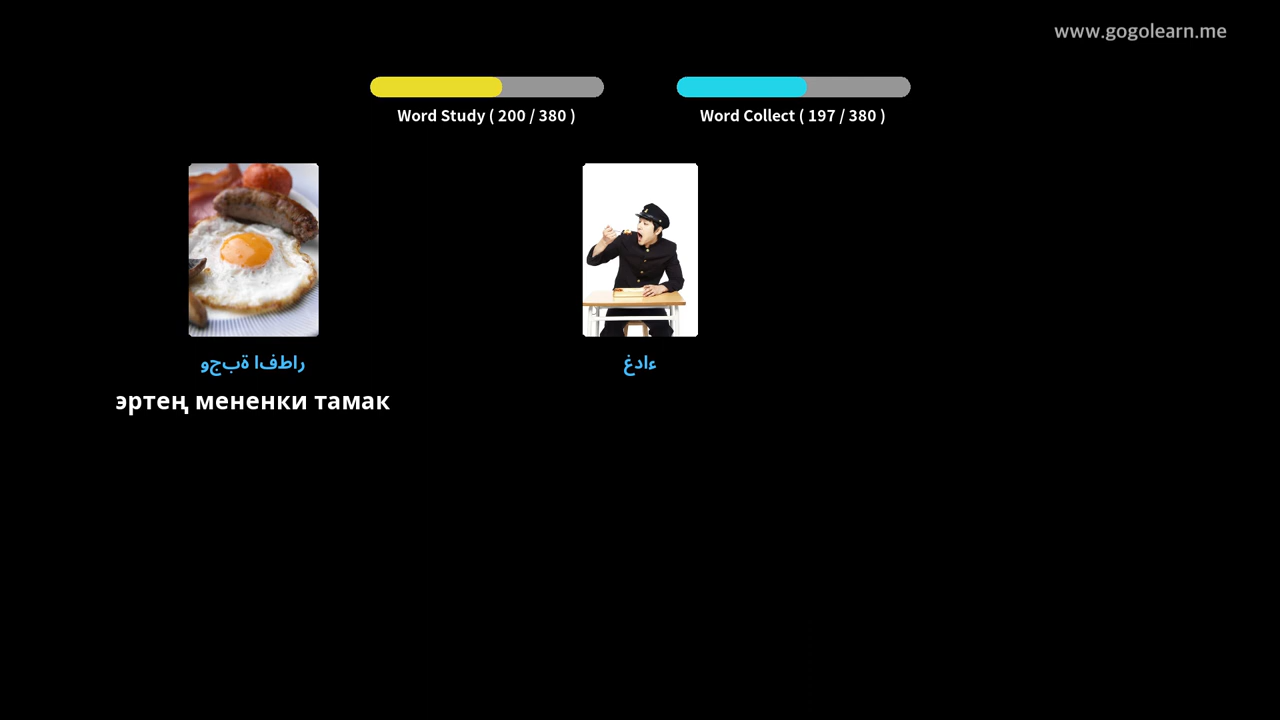 www.gogolearn.me
Word Study ( 200 / 380 )
Word Collect ( 197 / 380 )
وجبة افطار
غداء
эртең мененки тамак